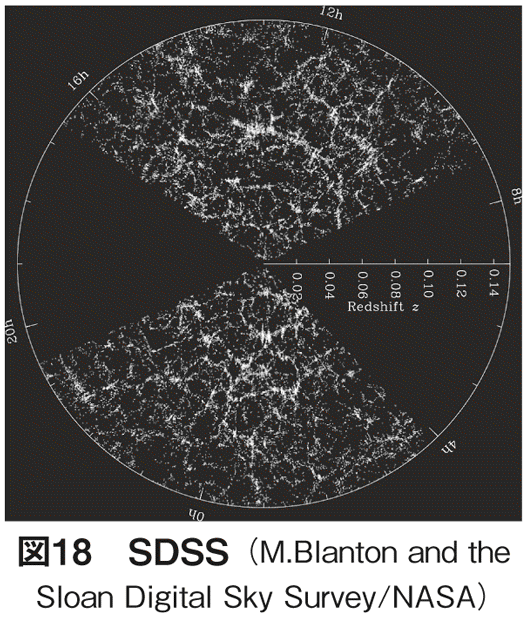 12h
16h
8h
0.02 0.04 0.06 0.08 0.10 0.12 0.14
Redshift z
20h
4h
0h
図18 SDSS（M.Blanton and the
Sloan Digital Sky Survey/NASA）